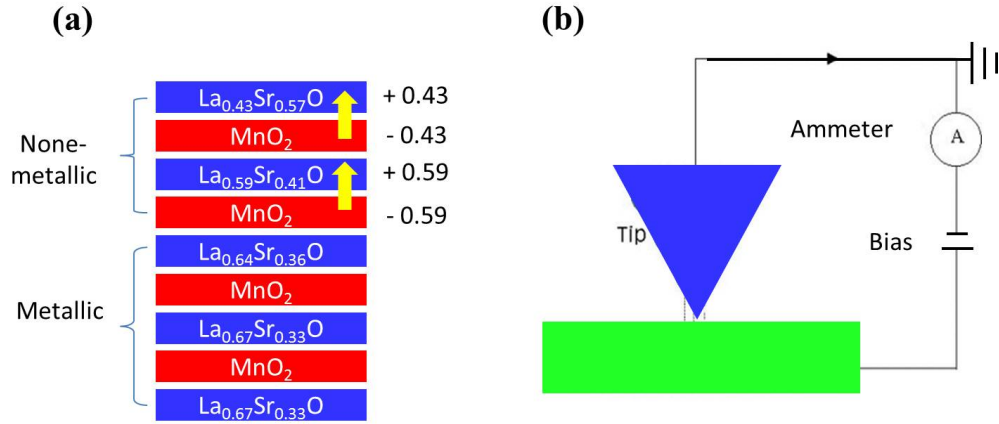 (a)
La0.43Sr0.57O
+ 0.43
MnO2
- 0.43
None-
metallic
La0.59Sr0.41O
+ 0.59
MnO2
- 0.59
La0.64Sr0.36O
MnO2
Metallic
La0.67Sr0.33O
MnO2
La0.67Sr0.33O
(b)
Ammeter
A
Tip
Bias